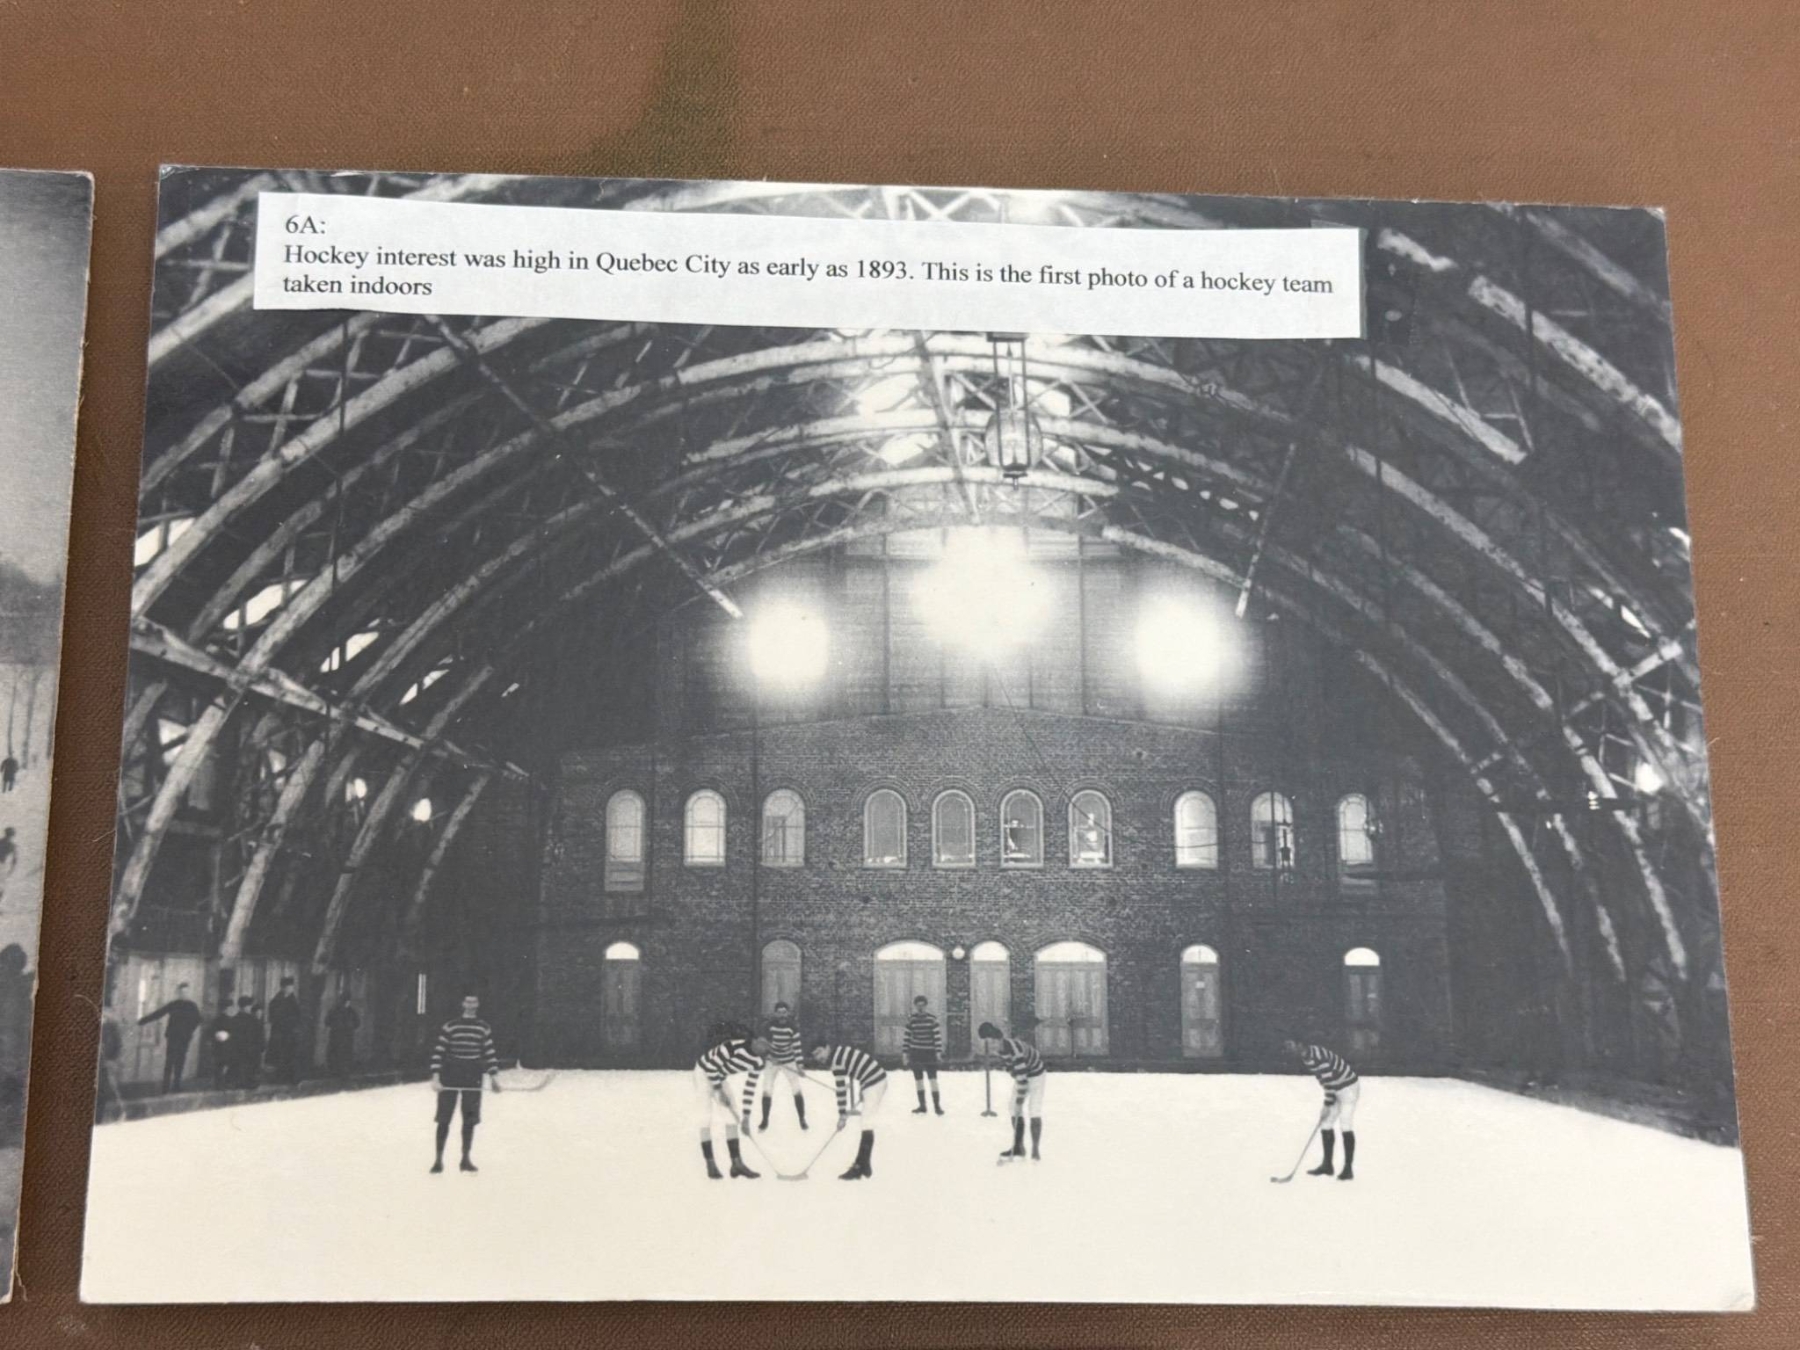 6A:
Hockey interest was high in Quebec City as early as 1893. This is the first photo of a hockey team
taken indoors